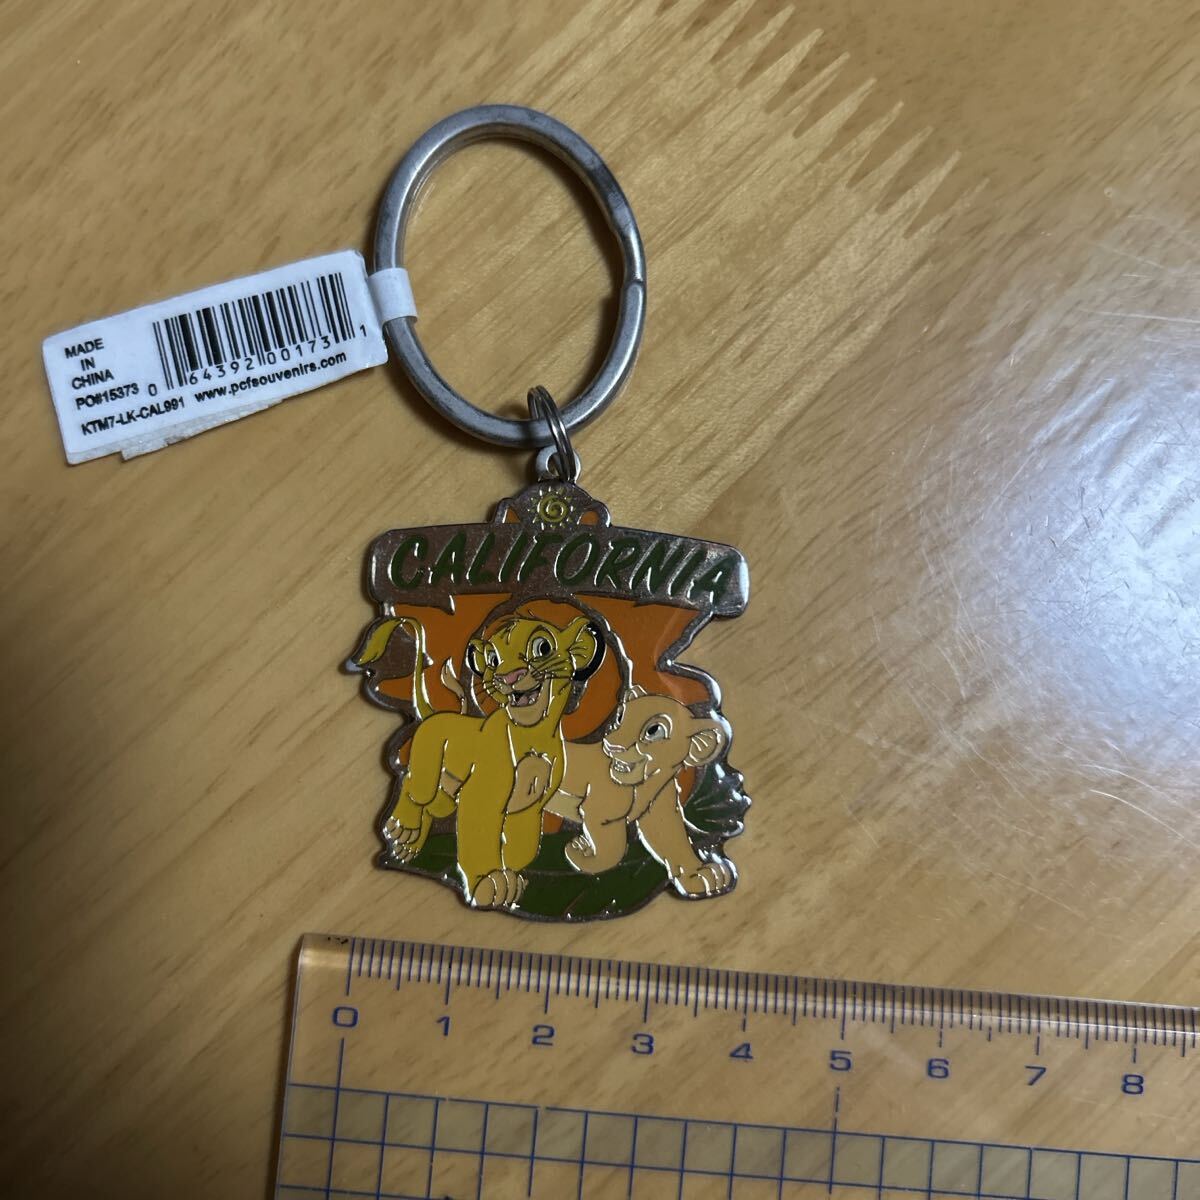 MADE
IN
CHINA
PO#15373
0 64392 00173 1
www.pcfsouvenirs.com
KTM7-LK-CAL991
CALIFORNIA
0 1 2 3 4 5 6 7 8